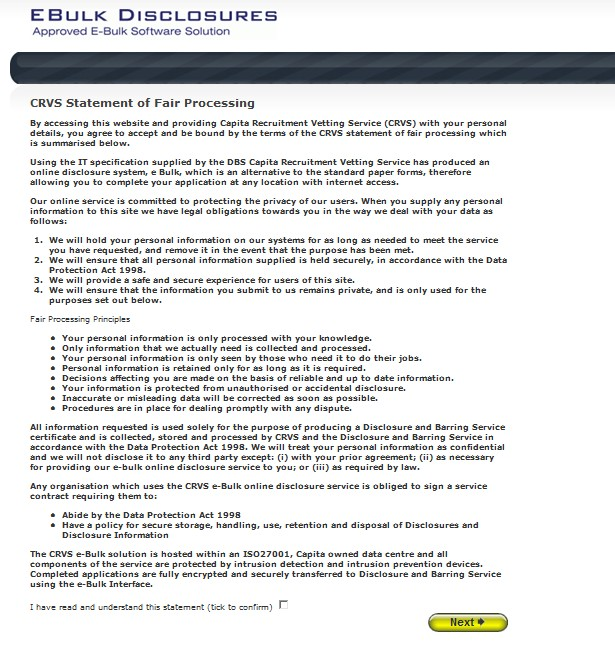 EBULK DISCLOSURES
Approved E-Bulk Software Solution
CRVS Statement of Fair Processing
By accessing this website and providing Capita Recruitment Vetting Service (CRVS) with your personal
details, you agree to accept and be bound by the terms of the CRVS statement of fair processing which
is summarised below.
Using the IT specification supplied by the DBS Capita Recruitment Vetting Service has produced an
online disclosure system, e Bulk, which is an alternative to the standard paper forms, therefore
allowing you to complete your application at any location with internet access.
Our online service is committed to protecting the privacy of our users. When you supply any personal
information to this site we have legal obligations towards you in the way we deal with your data as
follows:
1. We will hold your personal information on our systems for as long as needed to meet the service
you have requested, and remove it in the event that the purpose has been met.
2. We will ensure that all personal information supplied is held securely, in accordance with the Data
Protection Act 1998.
3. We will provide a safe and secure experience for users of this site.
4. We will ensure that the information you submit to us remains private, and is only used for the
purposes set out below.
Fair Processing Principles
• Your personal information is only processed with your knowledge.
• Only information that we actually need is collected and processed.
• Your personal information is only seen by those who need it to do their jobs.
• Personal information is retained only for as long as it is required.
• Decisions affecting you are made on the basis of reliable and up to date information.
• Your information is protected from unauthorised or accidental disclosure.
• Inaccurate or misleading data will be corrected as soon as possible.
• Procedures are in place for dealing promptly with any dispute.
All information requested is used solely for the purpose of producing a Disclosure and Barring Service
certificate and is collected, stored and processed by CRVS and the Disclosure and Barring Service in
accordance with the Data Protection Act 1998. We will treat your personal information as confidential
and we will not disclose it to any third party except: (i) with your prior agreement; (ii) as necessary
for providing our e-bulk online disclosure service to you; or (iii) as required by law.
Any organisation which uses the CRVS e-Bulk online disclosure service is obliged to sign a service
contract requiring them to:
• Abide by the Data Protection Act 1998
• Have a policy for secure storage, handling, use, retention and disposal of Disclosures and
Disclosure Information
The CRVS e-Bulk solution is hosted within an ISO27001, Capita owned data centre and all
components of the service are protected by intrusion detection and intrusion prevention devices.
Completed applications are fully encrypted and securely transferred to Disclosure and Barring Service
using the e-Bulk Interface.
I have read and understand this statement (tick to confirm)
Next